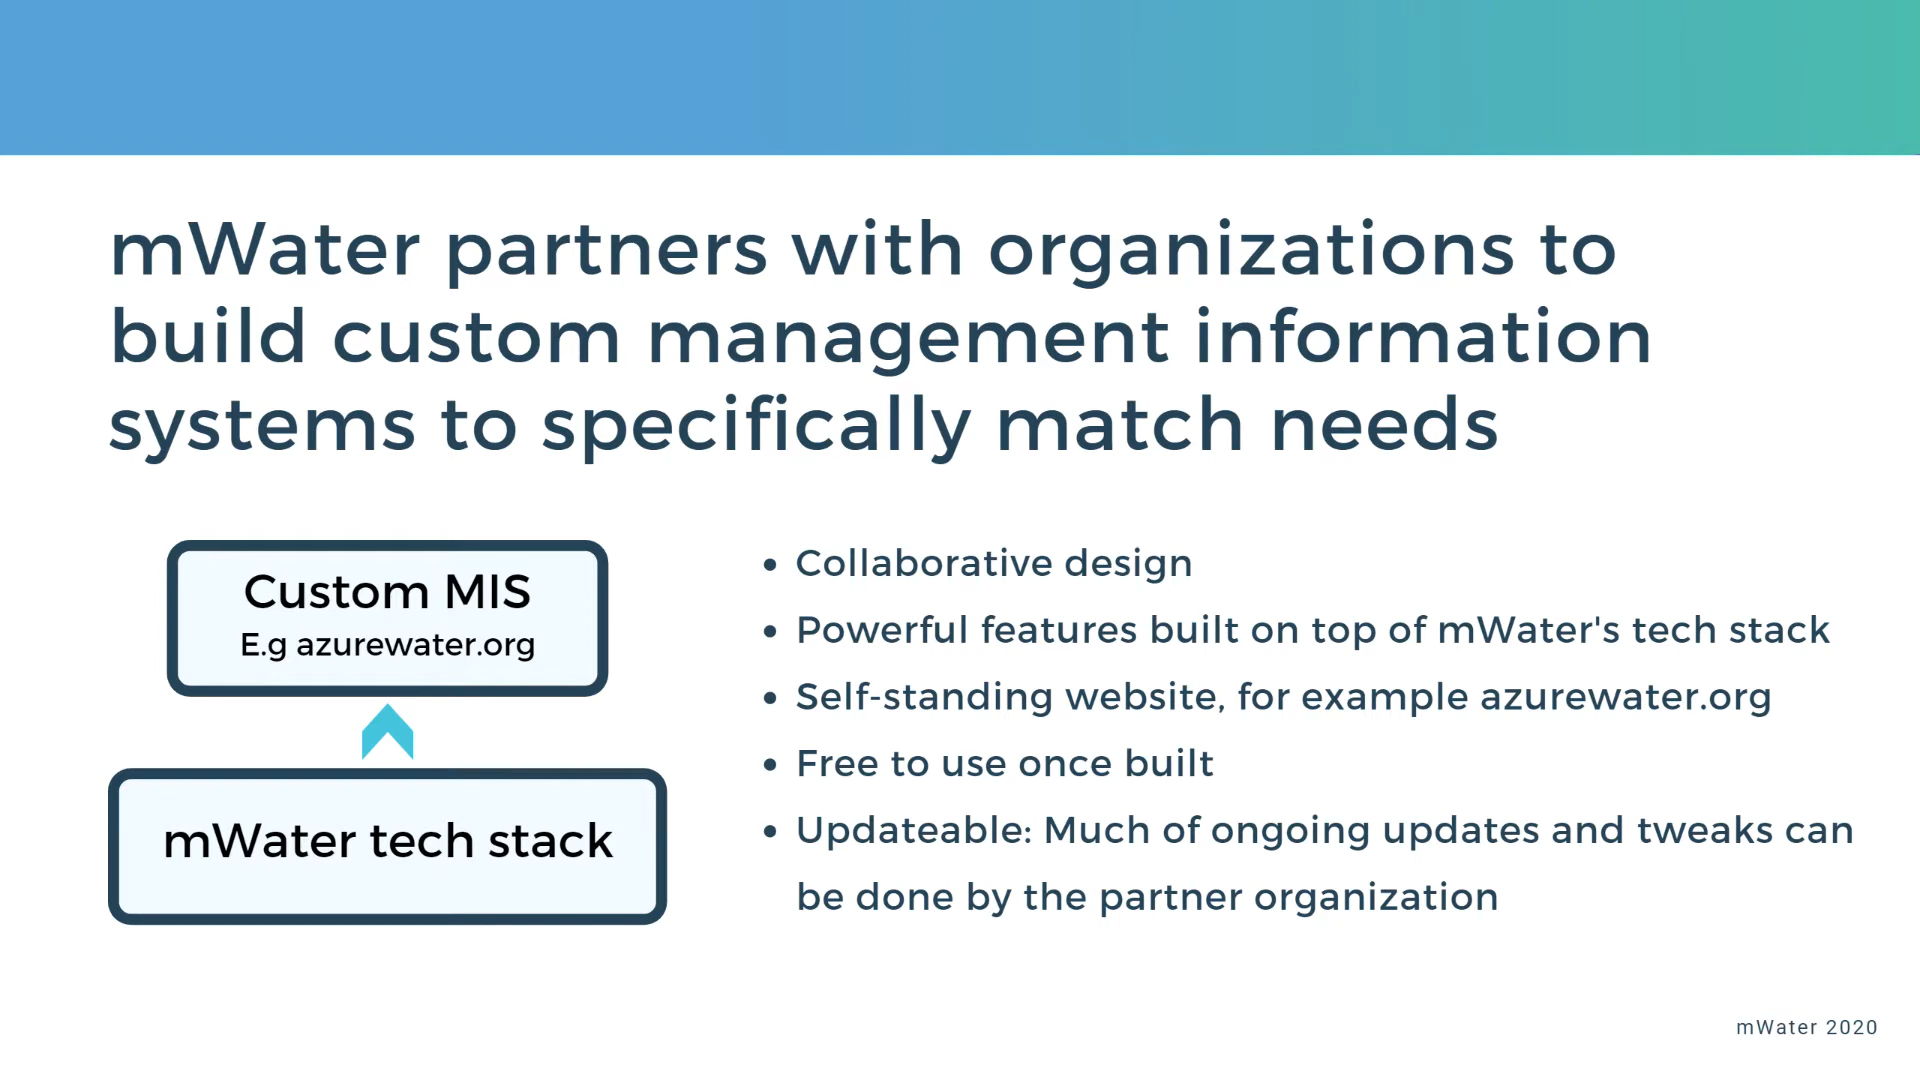 mWater partners with organizations to
build custom management information
systems to specifically match needs
Custom MIS
E.g azurewater.org
mWater tech stack
• Collaborative design
• Powerful features built on top of mWater's tech stack
• Self-standing website, for example azurewater.org
• Free to use once built
• Updateable: Much of ongoing updates and tweaks can
be done by the partner organization
mWater 2020